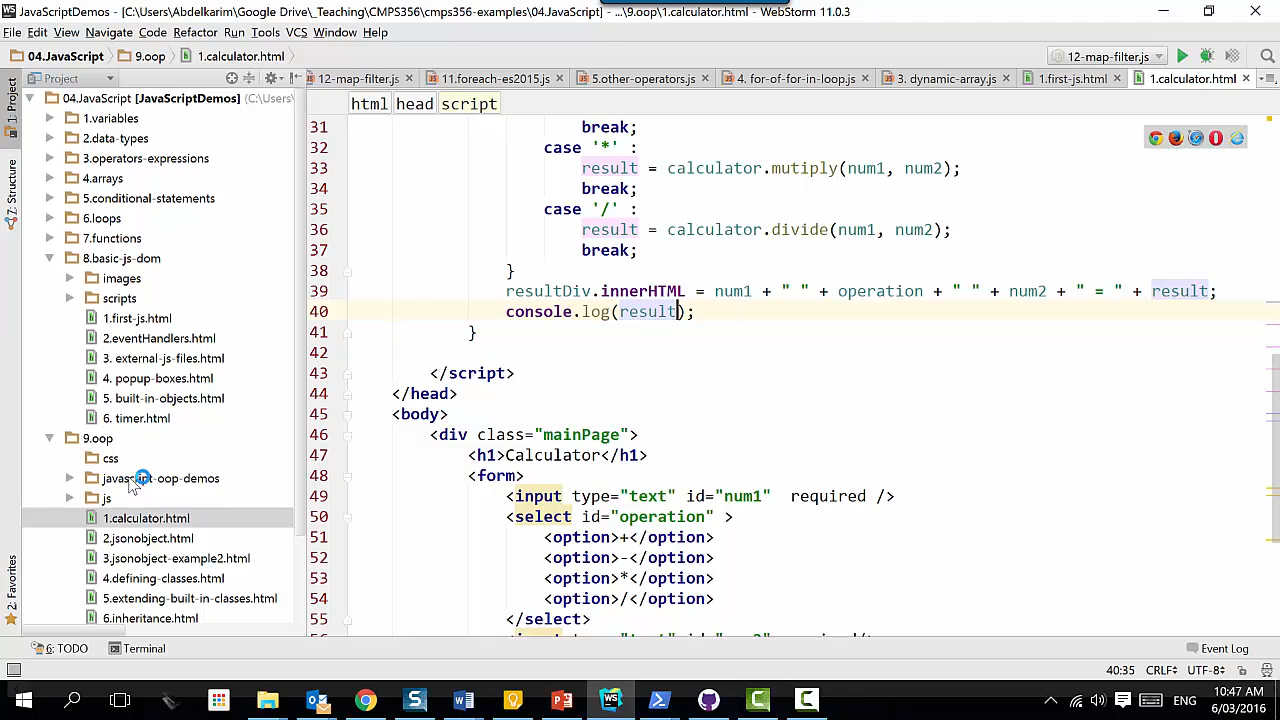 JavaScriptDemos - [C:\Users\Abdelkarim\Google Drive\_Teaching\CMPS356\cmps356-examples\04.JavaScript] - ...\9.oop\1.calculator.html - WebStorm 11.0.3
File Edit View Navigate Code Refactor Run Tools VCS Window Help
04.JavaScript 9.oop 1.calculator.html 12-map-filter.js
Project 12-map-filter.js 11.foreach-es2015.js 5.other-operators.js 4. for-of-for-in-loop.js 3. dynamic-array.js 1.first-js.html 1.calculator.html
1: Project
7: Structure
2: Favorites
04.JavaScript [JavaScriptDemos] (C:\Users\
1.variables
2.data-types
3.operators-expressions
4.arrays
5.conditional-statements
6.loops
7.functions
8.basic-js-dom
images
scripts
1.first-js.html
2.eventHandlers.html
3. external-js-files.html
4. popup-boxes.html
5. built-in-objects.html
6. timer.html
9.oop
css
javascript-oop-demos
js
1.calculator.html
2.jsonobject.html
3.jsonobject-example2.html
4.defining-classes.html
5.extending-built-in-classes.html
6.inheritance.html
html head script
31 break;
32 case '*' :
33 result = calculator.mutiply(num1, num2);
34 break;
35 case '/' :
36 result = calculator.divide(num1, num2);
37 break;
38 }
39 resultDiv.innerHTML = num1 + " " + operation + " " + num2 + " = " + result;
40 console.log(result);
41 }
42
43 </script>
44 </head>
45 <body>
46 <div class="mainPage">
47 <h1>Calculator</h1>
48 <form>
49 <input type="text" id="num1" required />
50 <select id="operation" >
51 <option>+</option>
52 <option>-</option>
53 <option>*</option>
54 <option>/</option>
55 </select>
6: TODO Terminal Event Log
40:35 CRLF÷ UTF-8÷
ENG 10:47 AM
6/03/2016